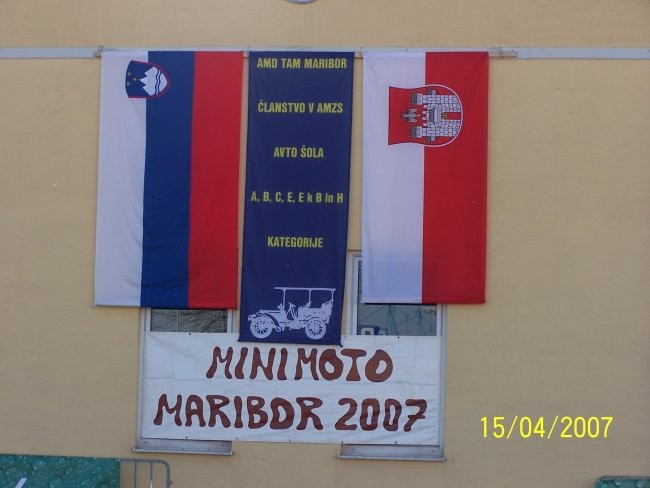 AMD TAM MARIBOR
ČLANSTVO V AMZS
AVTO ŠOLA
A, B, C, E, E k B in H
KATEGORIJE
MINI MOTO
MARIBOR 2007
15/04/2007